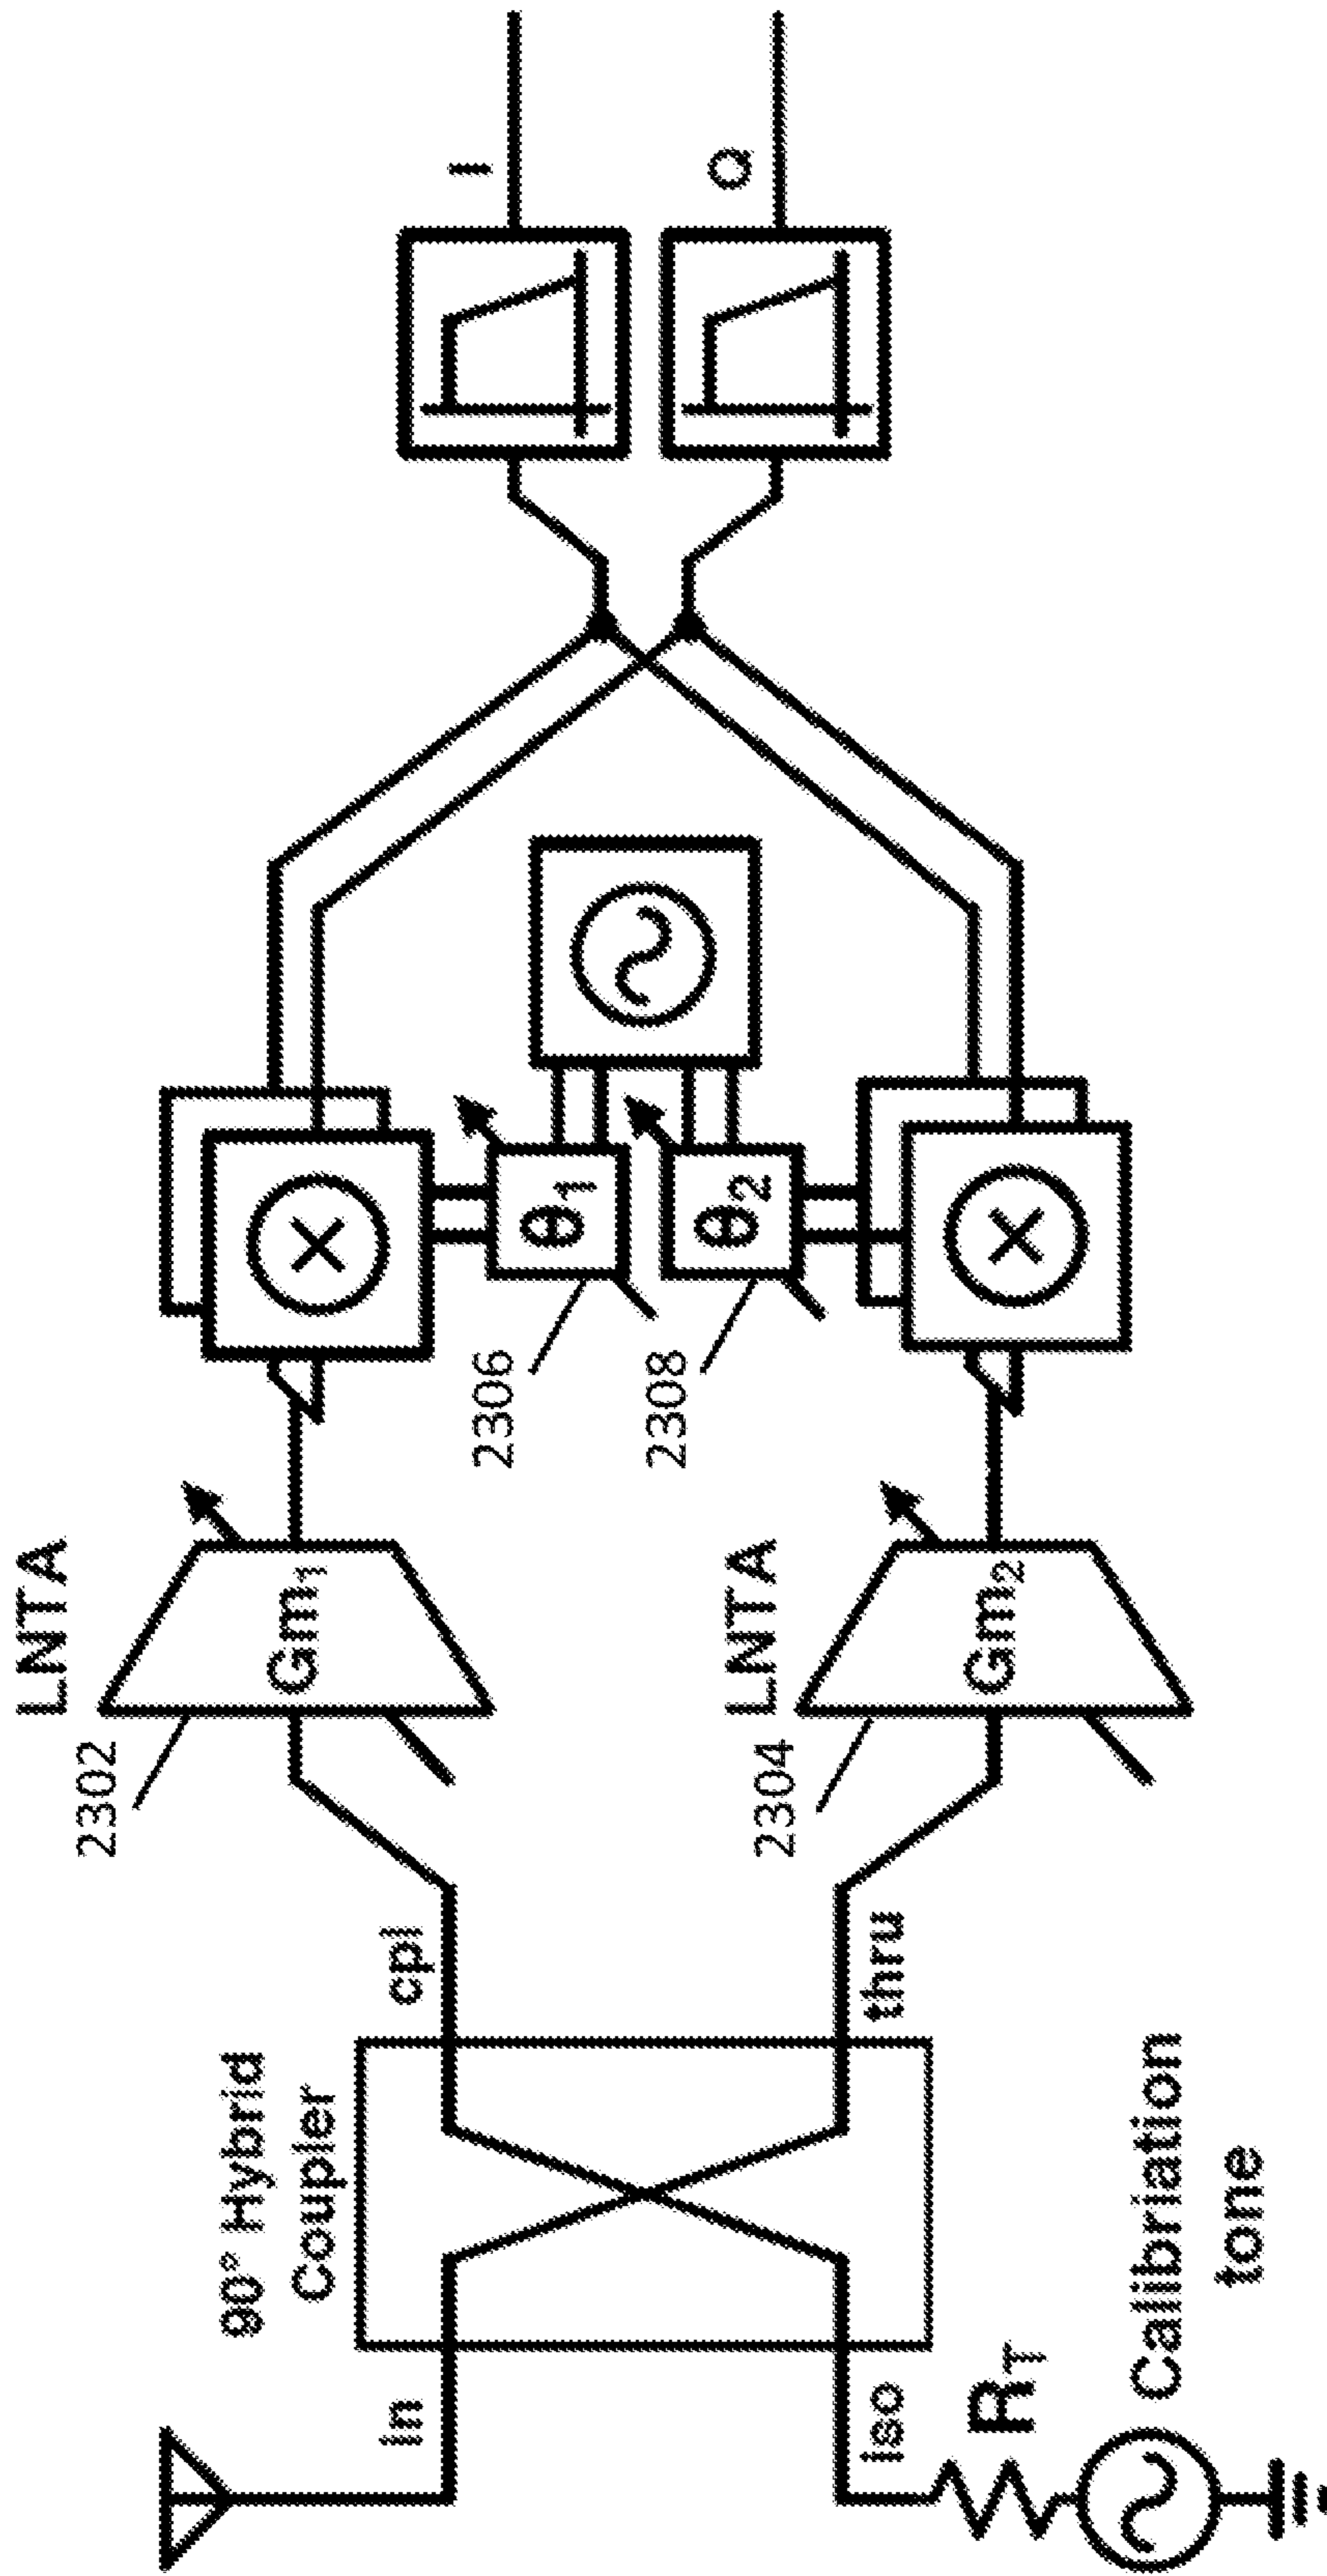 LNTA
2302
Gm₁
90° Hybrid
Coupler
in
cpl
iso
thru
R_T
Calibriation
tone
LNTA
2304
Gm₂
2306
θ₁
2308
θ₂
I
Q